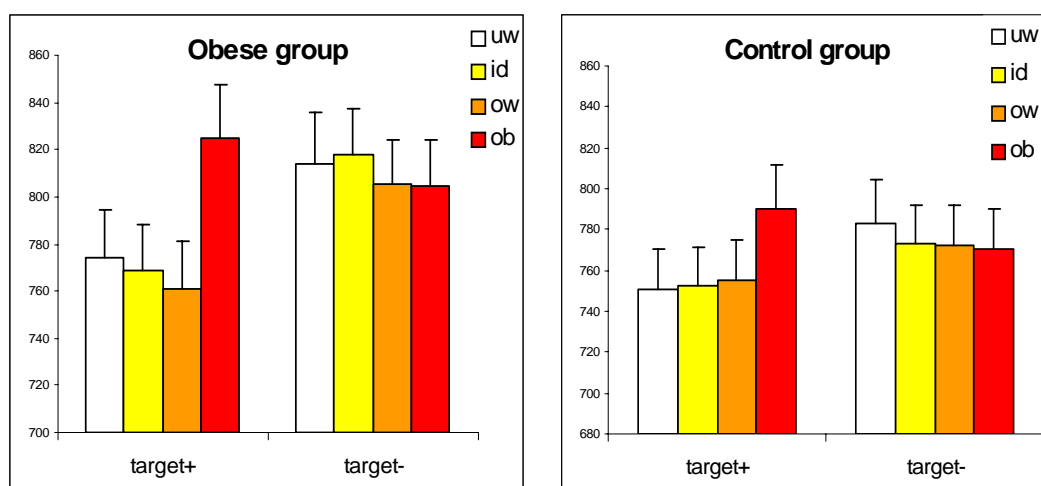 Obese group
uw
id
ow
ob
860
840
820
800
780
760
740
720
700
target+ target-
Control group
uw
id
ow
ob
860
840
820
800
780
760
740
720
700
680
target+ target-